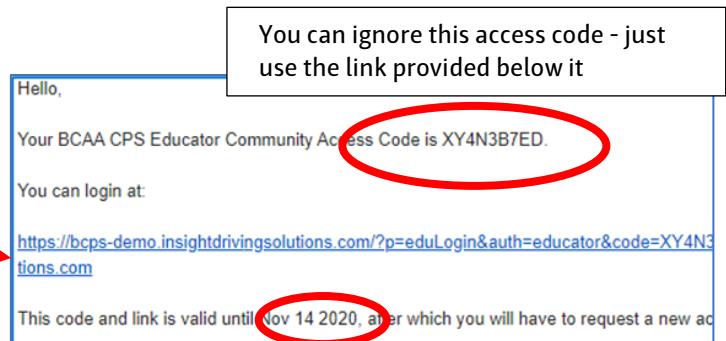 You can ignore this access code - just
use the link provided below it
Hello,
Your BCAA CPS Educator Community Access Code is XY4N3B7ED.
You can login at:
https://bcps-demo.insightdrivingsolutions.com/?p=eduLogin&auth=educator&code=XY4N3
tions.com
This code and link is valid until Nov 14 2020, after which you will have to request a new ac